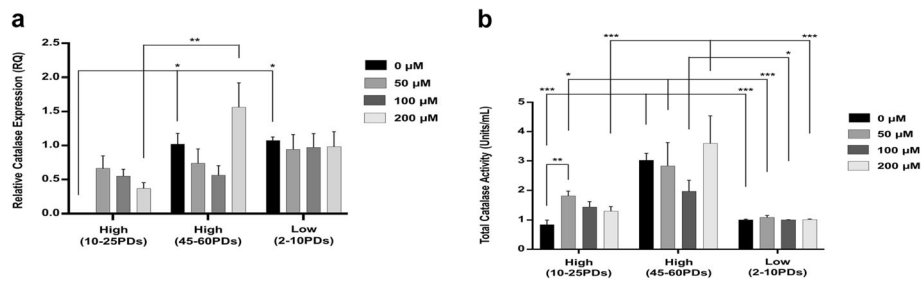 a
**
*
*
Relative Catalase Expression (RQ)
2.5
2.0
1.5
1.0
0.5
0.0
0 μM
50 μM
100 μM
200 μM
High
(10-25PDs)
High
(45-60PDs)
Low
(2-10PDs)
b
***
***
*
*
***
***
***
**
Total Catalase Activity (Units/mL)
5
4
3
2
1
0
0 μM
50 μM
100 μM
200 μM
High
(10-25PDs)
High
(45-60PDs)
Low
(2-10PDs)